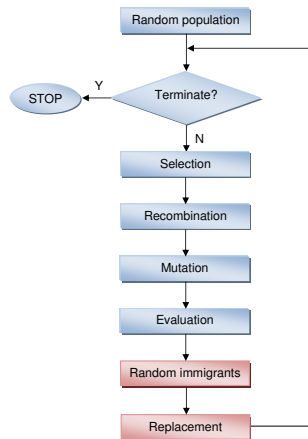 Random population
Y
Terminate?
STOP
N
Selection
Recombination
Mutation
Evaluation
Random immigrants
Replacement